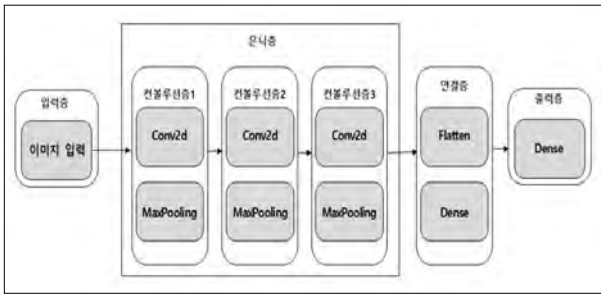 은닉층
입력층
이미지 입력
컨볼루션층1
Conv2d
MaxPooling
컨볼루션층2
Conv2d
MaxPooling
컨볼루션층3
Conv2d
MaxPooling
연결층
Flatten
Dense
출력층
Dense